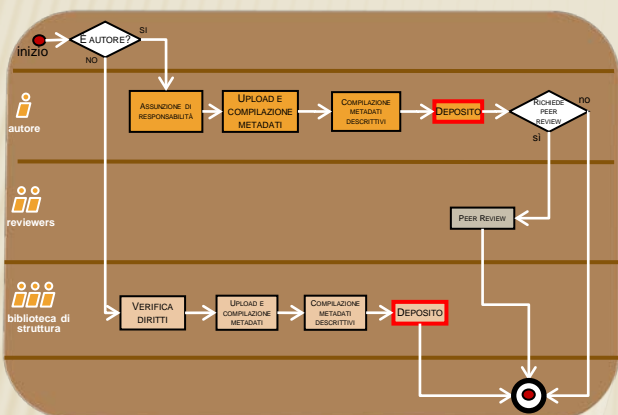 È AUTORE?
SI
inizio
NO
ASSUNZIONE DI
RESPONSABILITÀ
UPLOAD E
COMPILAZIONE
METADATI
COMPILAZIONE
METADATI
DESCRITTIVI
DEPOSITO
RICHIEDE
PEER
REVIEW
no
sì
autore
PEER REVIEW
reviewers
VERIFICA
DIRITTI
UPLOAD E
COMPILAZIONE
METADATI
COMPILAZIONE
METADATI
DESCRITTIVI
DEPOSITO
biblioteca di
struttura